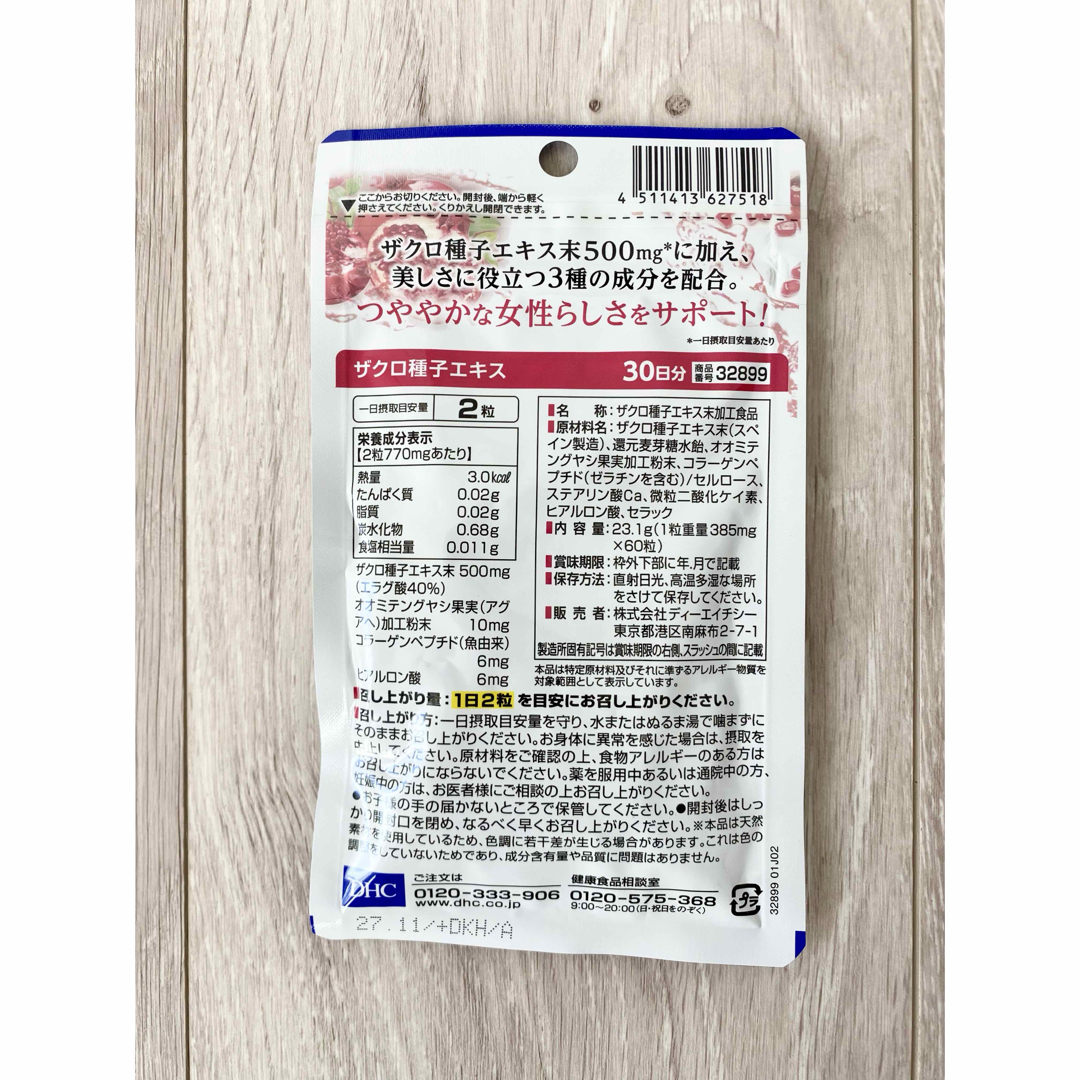 ここからお切りください。開封後、端から軽く
押さえてください。くりかえし開閉できます。
4 511413 627518
ザクロ種子エキス末500mg*に加え、
美しさに役立つ3種の成分を配合。
つややかな女性らしさをサポート!
*一日摂取目安量あたり
ザクロ種子エキス 30日分 商品番号 32899
一日摂取目安量 2粒
栄養成分表示
【2粒770mgあたり】
熱量 3.0kcal
たんぱく質 0.02g
脂質 0.02g
炭水化物 0.68g
食塩相当量 0.011g
ザクロ種子エキス末 500mg
(エラグ酸40%)
オオミテングヤシ果実(アグ
アヘ)加工粉末 10mg
コラーゲンペプチド(魚由来)
6mg
ヒアルロン酸 6mg
■名 称:ザクロ種子エキス末加工食品
■原材料名:ザクロ種子エキス末(スペ
イン製造)、還元麦芽糖水飴、オオミテ
ングヤシ果実加工粉末、コラーゲンペ
プチド(ゼラチンを含む)/セルロース、
ステアリン酸Ca、微粒二酸化ケイ素、
ヒアルロン酸、セラック
■内 容 量:23.1g(1粒重量385mg
×60粒)
■賞味期限:枠外下部に年、月で記載
■保存方法:直射日光、高温多湿な場所
をさけて保存してください。
■販 売 者:株式会社ディーエイチシー
東京都港区南麻布2-7-1
製造所固有記号は賞味期限の右側、スラッシュの間に記載
本品は特定原材料及びそれに準ずるアレルギー物質を
対象範囲として表示しています。
■召し上がり量:1日2粒を目安にお召し上がりください。
■召し上がり方:一日摂取目安量を守り、水またはぬるま湯で噛まずに
そのままお召し上がりください。お身体に異常を感じた場合は、摂取を
中止してください。原材料をご確認の上、食物アレルギーのある方は
お召し上がりにならないでください。薬を服用中あるいは通院中の方、
妊娠中の方は、お医者様にご相談の上お召し上がりください。
●お子様の手の届かないところで保管してください。●開封後はしっ
かり開封口を閉め、なるべく早くお召し上がりください。※本品は天然
素材を使用しているため、色調に若干差が生じる場合があります。これは色の
調整をしていないためであり、成分含有量や品質に問題はありません。
DHC
ご注文は
0120-333-906
www.dhc.co.jp
健康食品相談室
0120-575-368
9:00〜20:00(日・祝日をのぞく)
プラ
32899 01J02
27.11/+DKH/A